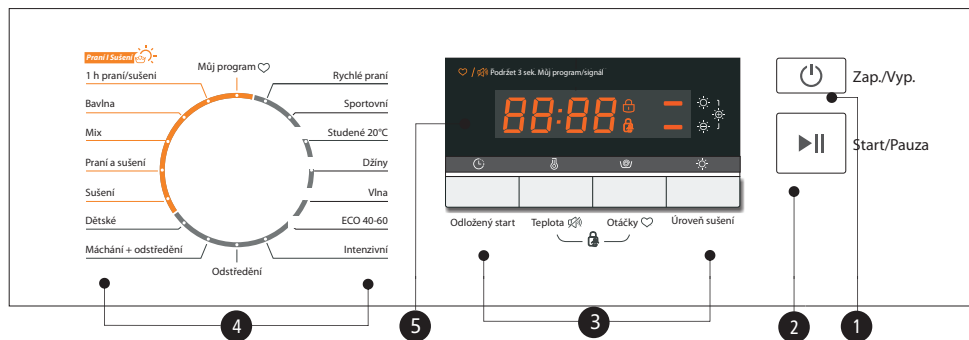 Praní I Sušení
Můj program
1 h praní/sušení
Bavlna
Mix
Praní a sušení
Sušení
Dětské
Máchání + odstředění
Odstředění
Rychlé praní
Sportovní
Studené 20°C
Džíny
Vlna
ECO 40-60
Intenzivní
/ Podržet 3 sek. Můj program/signál
88:88
Odložený start
Teplota
Otáčky
Úroveň sušení
Zap./Vyp.
Start/Pauza
4
5
3
2
1